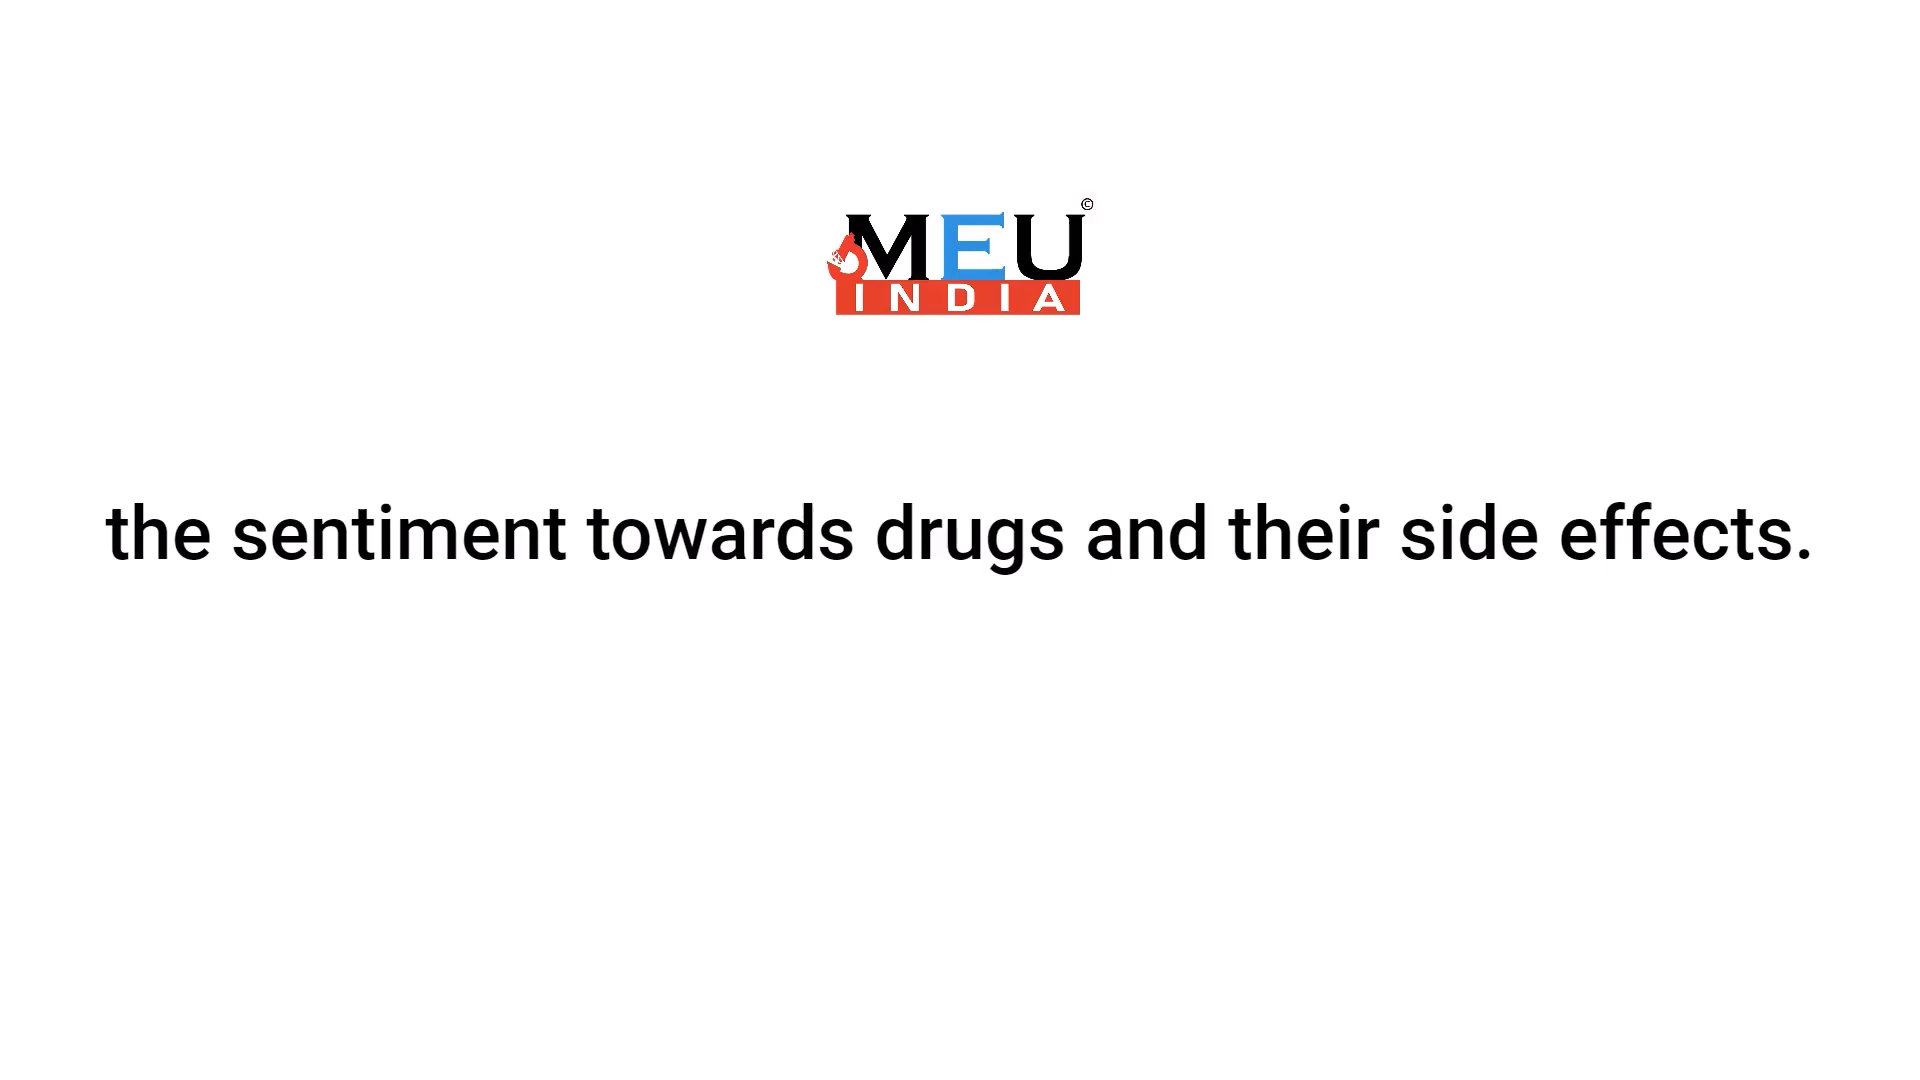 MEU©
INDIA
the sentiment towards drugs and their side effects.